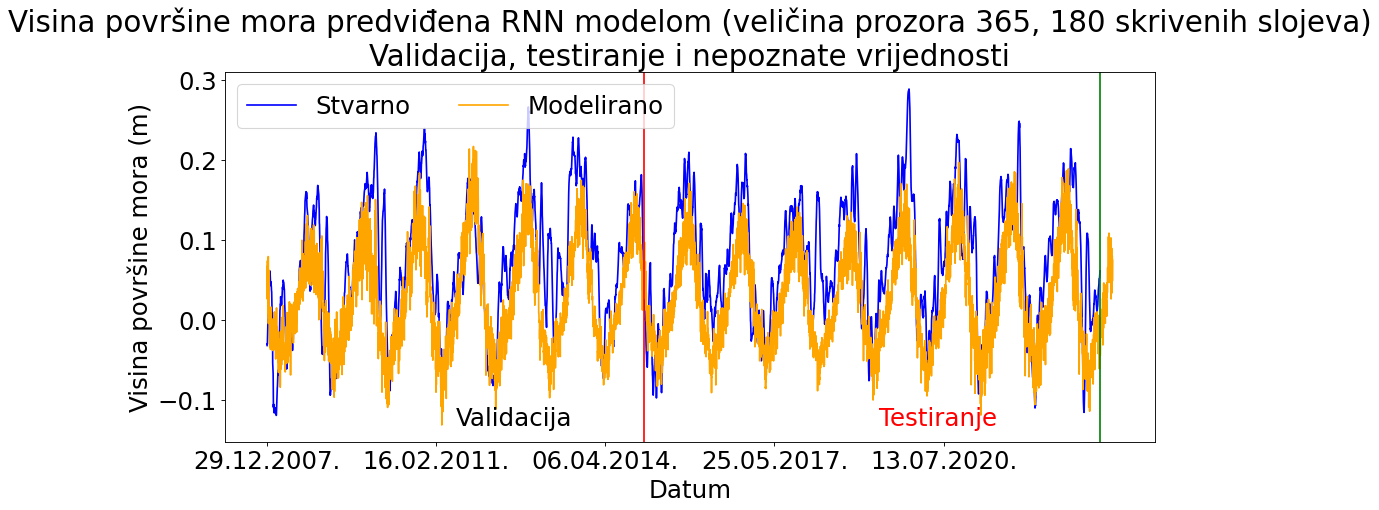 Visina površine mora predviđena RNN modelom (veličina prozora 365, 180 skrivenih slojeva)
Validacija, testiranje i nepoznate vrijednosti
Stvarno
Modelirano
Visina površine mora (m)
0.3
0.2
0.1
0.0
−0.1
Validacija
Testiranje
29.12.2007.
16.02.2011.
06.04.2014.
25.05.2017.
13.07.2020.
Datum